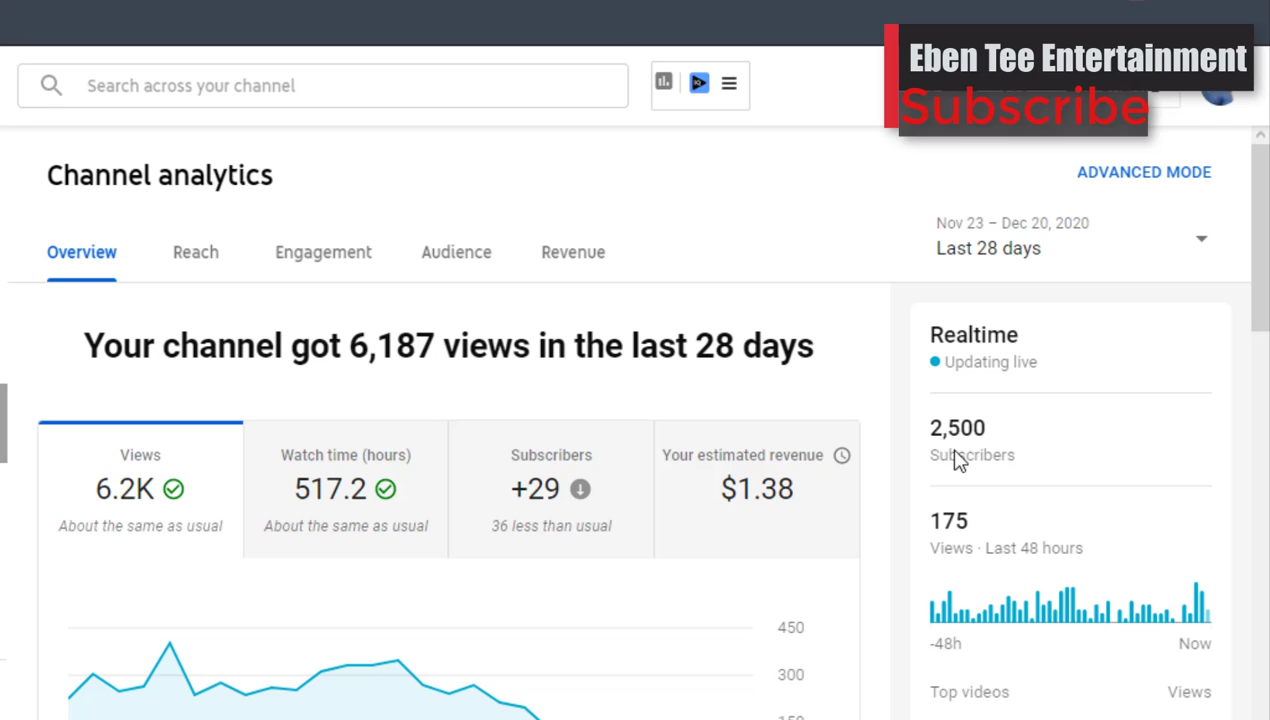 Eben Tee Entertainment
Subscribe
Search across your channel
Channel analytics
ADVANCED MODE
Overview
Reach
Engagement
Audience
Revenue
Nov 23 – Dec 20, 2020
Last 28 days
Your channel got 6,187 views in the last 28 days
Views
6.2K
About the same as usual
Watch time (hours)
517.2
About the same as usual
Subscribers
+29
36 less than usual
Your estimated revenue
$1.38
450
300
Realtime
Updating live
2,500
Subscribers
175
Views · Last 48 hours
-48h
Now
Top videos
Views